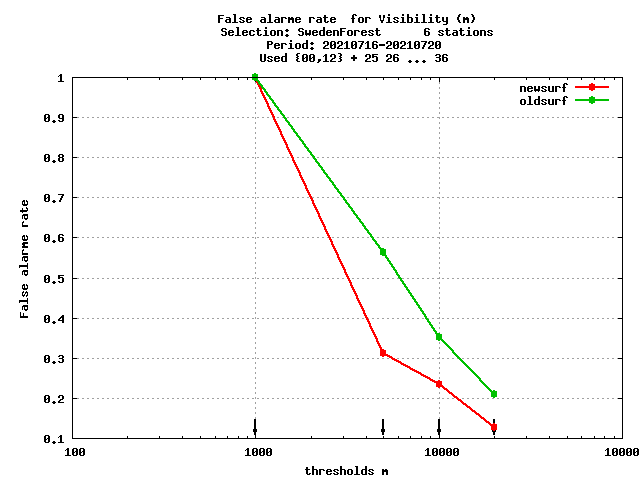 False alarme rate  for Visibility (m)
Selection: SwedenForest      6 stations
Period: 20210716-20210720
Used {00,12} + 25 26 ... 36
newsurf
oldsurf
1
0.9
0.8
0.7
0.6
0.5
0.4
0.3
0.2
0.1
False alarme rate
100
1000
10000
10000
thresholds m